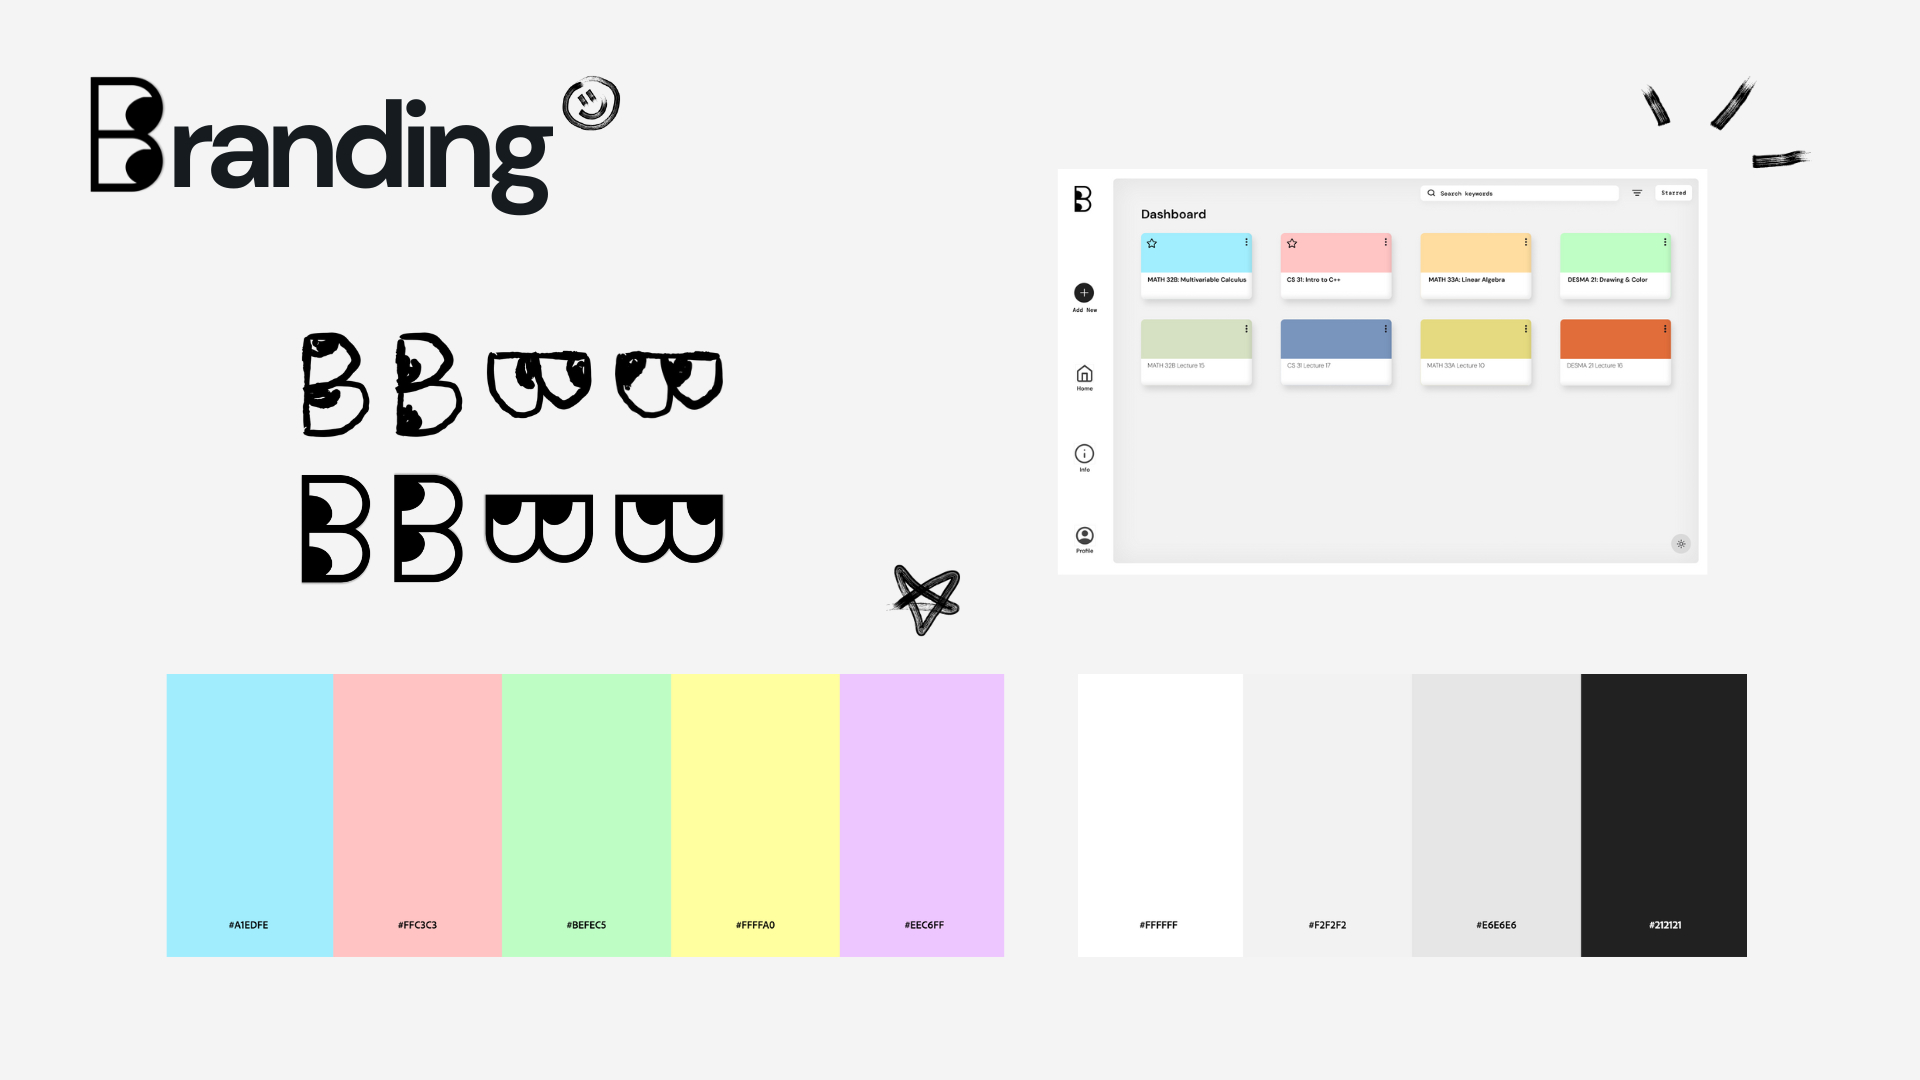 Branding
B
Search keywords
Starred
Dashboard
MATH 32B: Multivariable Calculus
CS 31: Intro to C++
MATH 33A: Linear Algebra
DESMA 21: Drawing & Color
Add New
MATH 32B Lecture 15
CS 31 Lecture 17
MATH 33A Lecture 10
DESMA 21 Lecture 16
Home
Info
Profile
B B B B
B B B B
#A1EDFE
#FFC3C3
#BEFEC5
#FFFFA0
#EEC6FF
#FFFFFF
#F2F2F2
#E6E6E6
#212121